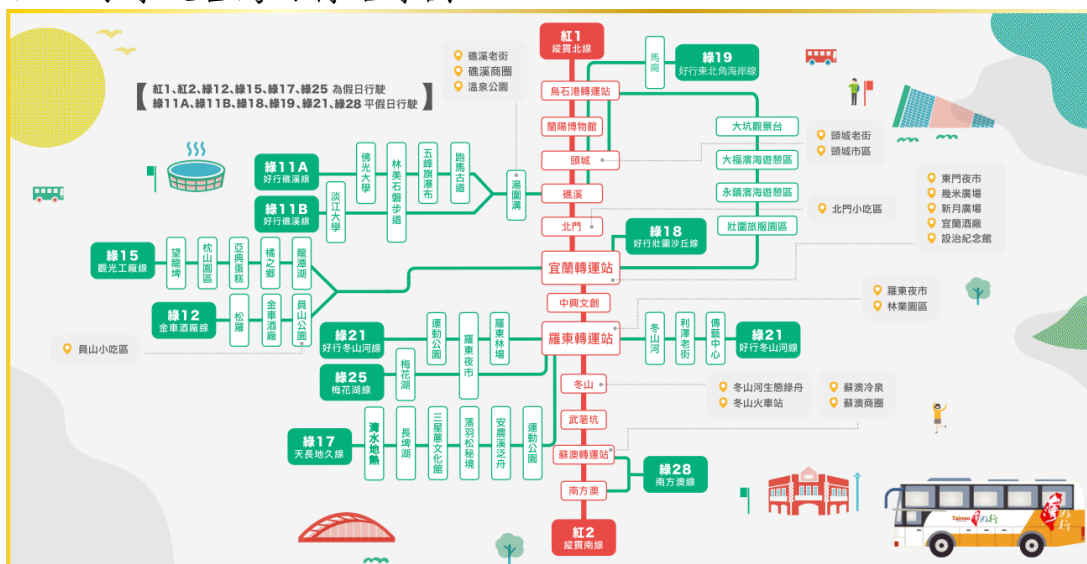 紅1
縱貫北線
馬崗
綠19
好行東北角海岸線
礁溪老街
礁溪商圈
溫泉公園
【 紅1、紅2、綠12、綠15、綠17、綠25 為假日行駛
綠11A、綠11B、綠18、綠19、綠21、綠28 平假日行駛 】
烏石港轉運站
蘭陽博物館
頭城
礁溪
北門
大坑觀景台
大福濱海遊憩區
永鎮濱海遊憩區
壯圍旅服園區
頭城老街
頭城市區
東門夜市
幾米廣場
新月廣場
宜蘭酒廠
設治紀念館
北門小吃區
綠11A
好行礁溪線
佛光大學
林美石磐步道
五峰旗瀑布
跑馬古道
湯圍溝
綠11B
好行礁溪線
淡江大學
綠18
好行壯圍沙丘線
宜蘭轉運站
綠15
觀光工廠線
望龍埤
枕山園區
亞典蛋糕
橘之鄉
龍潭湖
中興文創
綠12
金車酒廠線
松羅
金車酒廠
員山公園
員山小吃區
羅東夜市
林業園區
綠21
好行冬山河線
運動公園
羅東夜市
羅東林場
羅東轉運站
冬山河
利澤老街
傳藝中心
綠21
好行冬山河線
綠25
梅花湖線
梅花湖
冬山
冬山河生態綠舟
冬山火車站
蘇澳冷泉
蘇澳商圈
武荖坑
綠17
天長地久線
清水地熱
長埤湖
三星蔥文化館
落羽松秘境
安農溪泛舟
運動公園
蘇澳轉運站
綠28
南方澳線
南方澳
紅2
縱貫南線
Taiwan